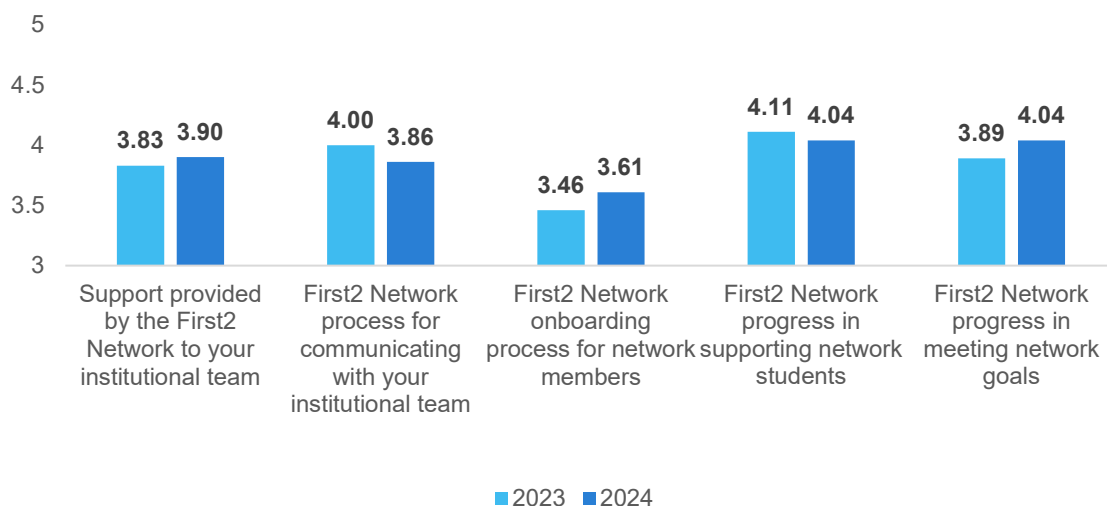 5
4.5
4
3.5
3
3.83
3.90
4.00
3.86
3.46
3.61
4.11
4.04
3.89
4.04
Support provided
by the First2
Network to your
institutional team
First2 Network
process for
communicating
with your
institutional team
First2 Network
onboarding
process for network
members
First2 Network
progress in
supporting network
students
First2 Network
progress in
meeting network
goals
2023 2024